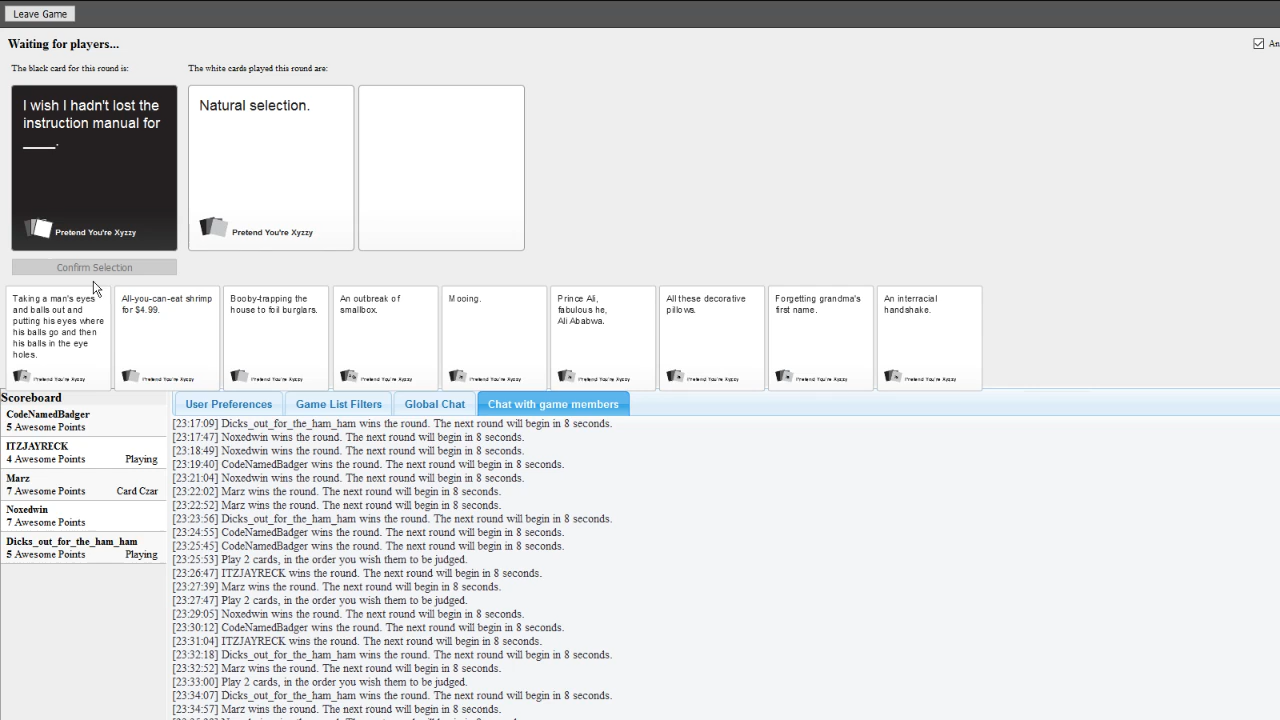 Leave Game
Waiting for players...
An
The black card for this round is:
The white cards played this round are:
I wish I hadn't lost the
instruction manual for
____.
Pretend You're Xyzzy
Natural selection.
Pretend You're Xyzzy
Confirm Selection
Taking a man's eyes
and balls out and
putting his eyes where
his balls go and then
his balls in the eye
holes.
Pretend You're Xyzzy
All-you-can-eat shrimp
for $4.99.
Pretend You're Xyzzy
Booby-trapping the
house to foil burglars.
Pretend You're Xyzzy
An outbreak of
smallbox.
Pretend You're Xyzzy
Mooing.
Pretend You're Xyzzy
Prince Ali,
fabulous he,
Ali Ababwa.
Pretend You're Xyzzy
All these decorative
pillows.
Pretend You're Xyzzy
Forgetting grandma's
first name.
Pretend You're Xyzzy
An interracial
handshake.
Pretend You're Xyzzy
Scoreboard
CodeNamedBadger
5 Awesome Points
ITZJAYRECK
4 Awesome Points Playing
Marz
7 Awesome Points Card Czar
Noxedwin
7 Awesome Points
Dicks_out_for_the_ham_ham
5 Awesome Points Playing
User Preferences
Game List Filters
Global Chat
Chat with game members
[23:17:09] Dicks_out_for_the_ham_ham wins the round. The next round will begin in 8 seconds.
[23:17:47] Noxedwin wins the round. The next round will begin in 8 seconds.
[23:18:49] Noxedwin wins the round. The next round will begin in 8 seconds.
[23:19:40] CodeNamedBadger wins the round. The next round will begin in 8 seconds.
[23:21:04] Noxedwin wins the round. The next round will begin in 8 seconds.
[23:22:02] Marz wins the round. The next round will begin in 8 seconds.
[23:22:52] Marz wins the round. The next round will begin in 8 seconds.
[23:23:56] Dicks_out_for_the_ham_ham wins the round. The next round will begin in 8 seconds.
[23:24:55] CodeNamedBadger wins the round. The next round will begin in 8 seconds.
[23:25:45] CodeNamedBadger wins the round. The next round will begin in 8 seconds.
[23:25:53] Play 2 cards, in the order you wish them to be judged.
[23:26:47] ITZJAYRECK wins the round. The next round will begin in 8 seconds.
[23:27:39] Marz wins the round. The next round will begin in 8 seconds.
[23:27:47] Play 2 cards, in the order you wish them to be judged.
[23:29:05] Noxedwin wins the round. The next round will begin in 8 seconds.
[23:30:12] CodeNamedBadger wins the round. The next round will begin in 8 seconds.
[23:31:04] ITZJAYRECK wins the round. The next round will begin in 8 seconds.
[23:32:18] Dicks_out_for_the_ham_ham wins the round. The next round will begin in 8 seconds.
[23:32:52] Marz wins the round. The next round will begin in 8 seconds.
[23:33:00] Play 2 cards, in the order you wish them to be judged.
[23:34:07] Dicks_out_for_the_ham_ham wins the round. The next round will begin in 8 seconds.
[23:34:57] Marz wins the round. The next round will begin in 8 seconds.